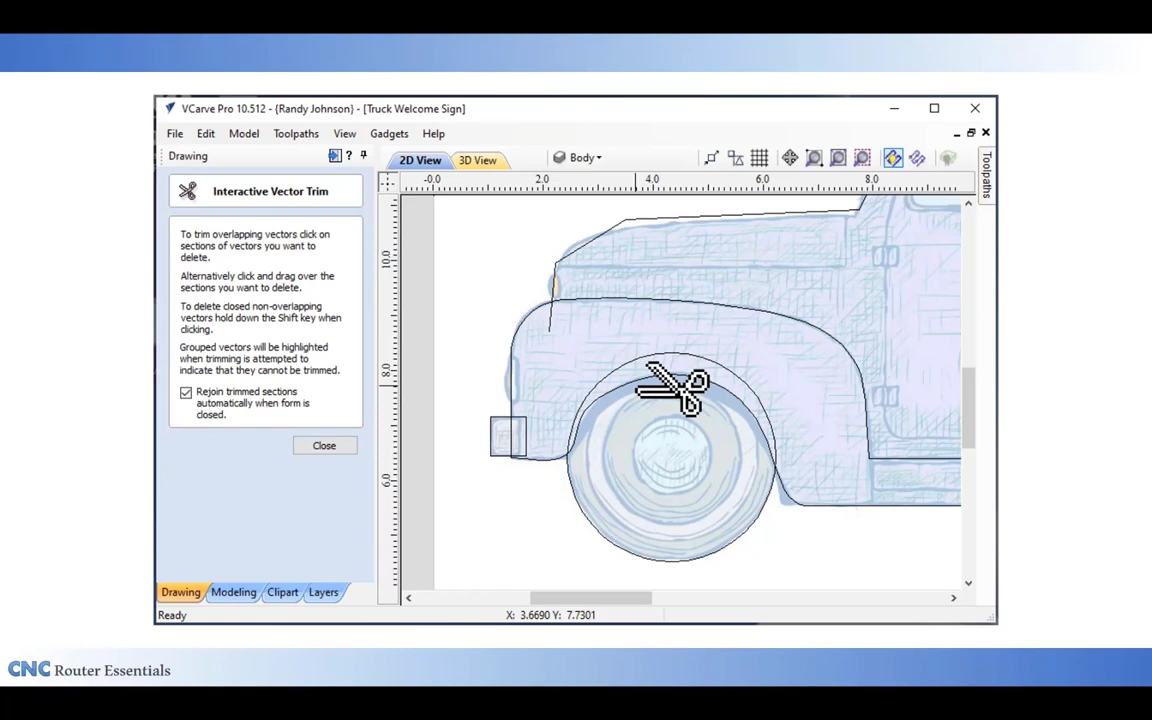 VCarve Pro 10.512 - {Randy Johnson} - [Truck Welcome Sign]
File Edit Model Toolpaths View Gadgets Help
Drawing ?
2D View 3D View Body
Toolpaths
-0.0 2.0 4.0 6.0 8.0
10.0
8.0
6.0
Interactive Vector Trim
To trim overlapping vectors click on
sections of vectors you want to
delete.
Alternatively click and drag over the
sections you want to delete.
To delete closed non-overlapping
vectors hold down the Shift key when
clicking.
Grouped vectors will be highlighted
when trimming is attempted to
indicate that they cannot be trimmed.
Rejoin trimmed sections
automatically when form is
closed.
Close
Drawing Modeling Clipart Layers
Ready X: 3.6690 Y: 7.7301
CNC Router Essentials